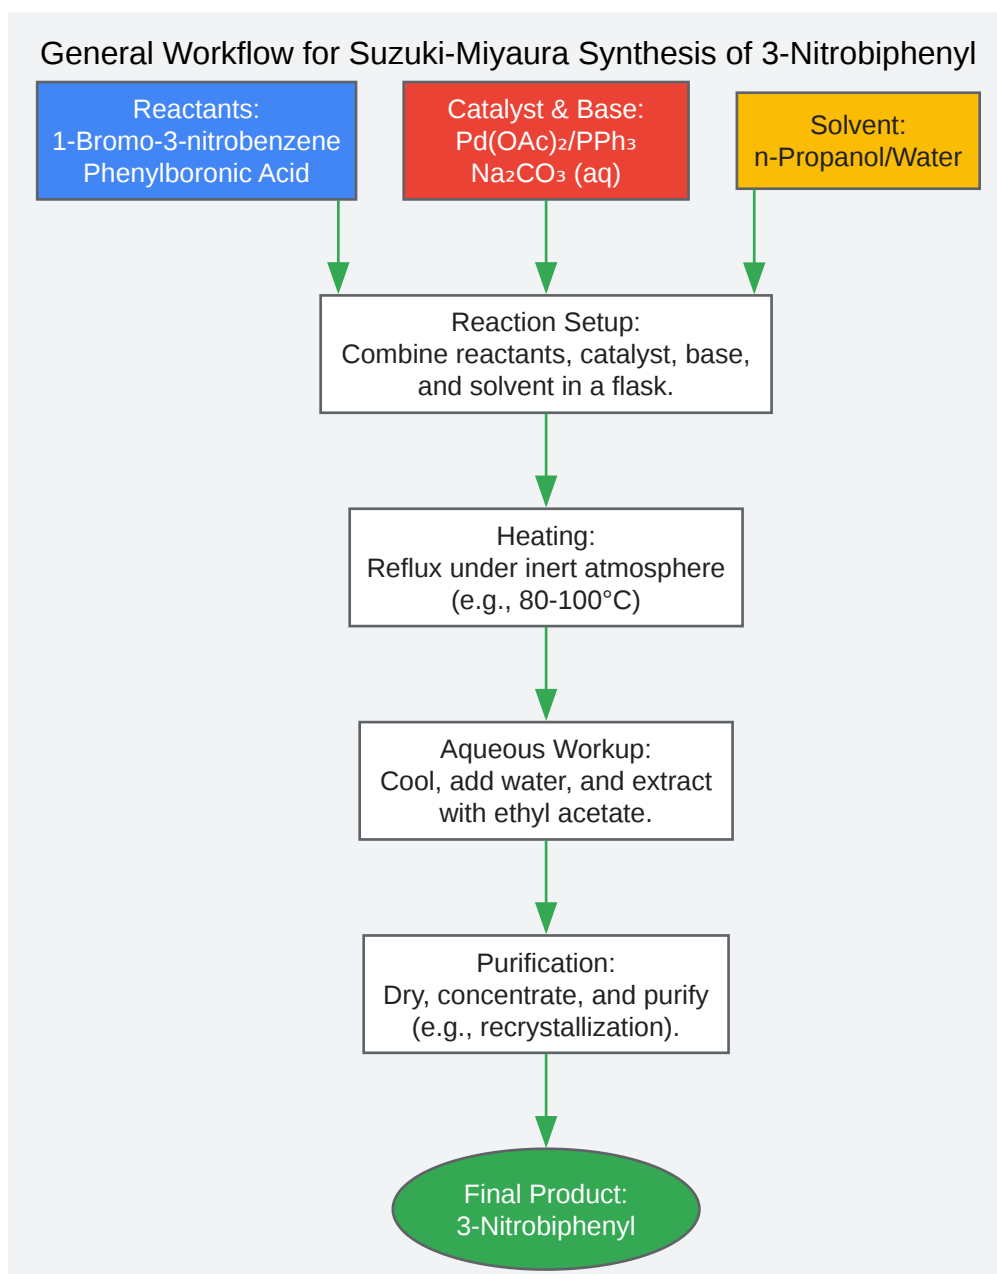 General Workflow for Suzuki-Miyaura Synthesis of 3-Nitrobiphenyl
Reactants:
1-Bromo-3-nitrobenzene
Phenylboronic Acid
Catalyst & Base:
Pd(OAc)₂/PPh₃
Na₂CO₃ (aq)
Solvent:
n-Propanol/Water
Reaction Setup:
Combine reactants, catalyst, base,
and solvent in a flask.
Heating:
Reflux under inert atmosphere
(e.g., 80-100°C)
Aqueous Workup:
Cool, add water, and extract
with ethyl acetate.
Purification:
Dry, concentrate, and purify
(e.g., recrystallization).
Final Product:
3-Nitrobiphenyl